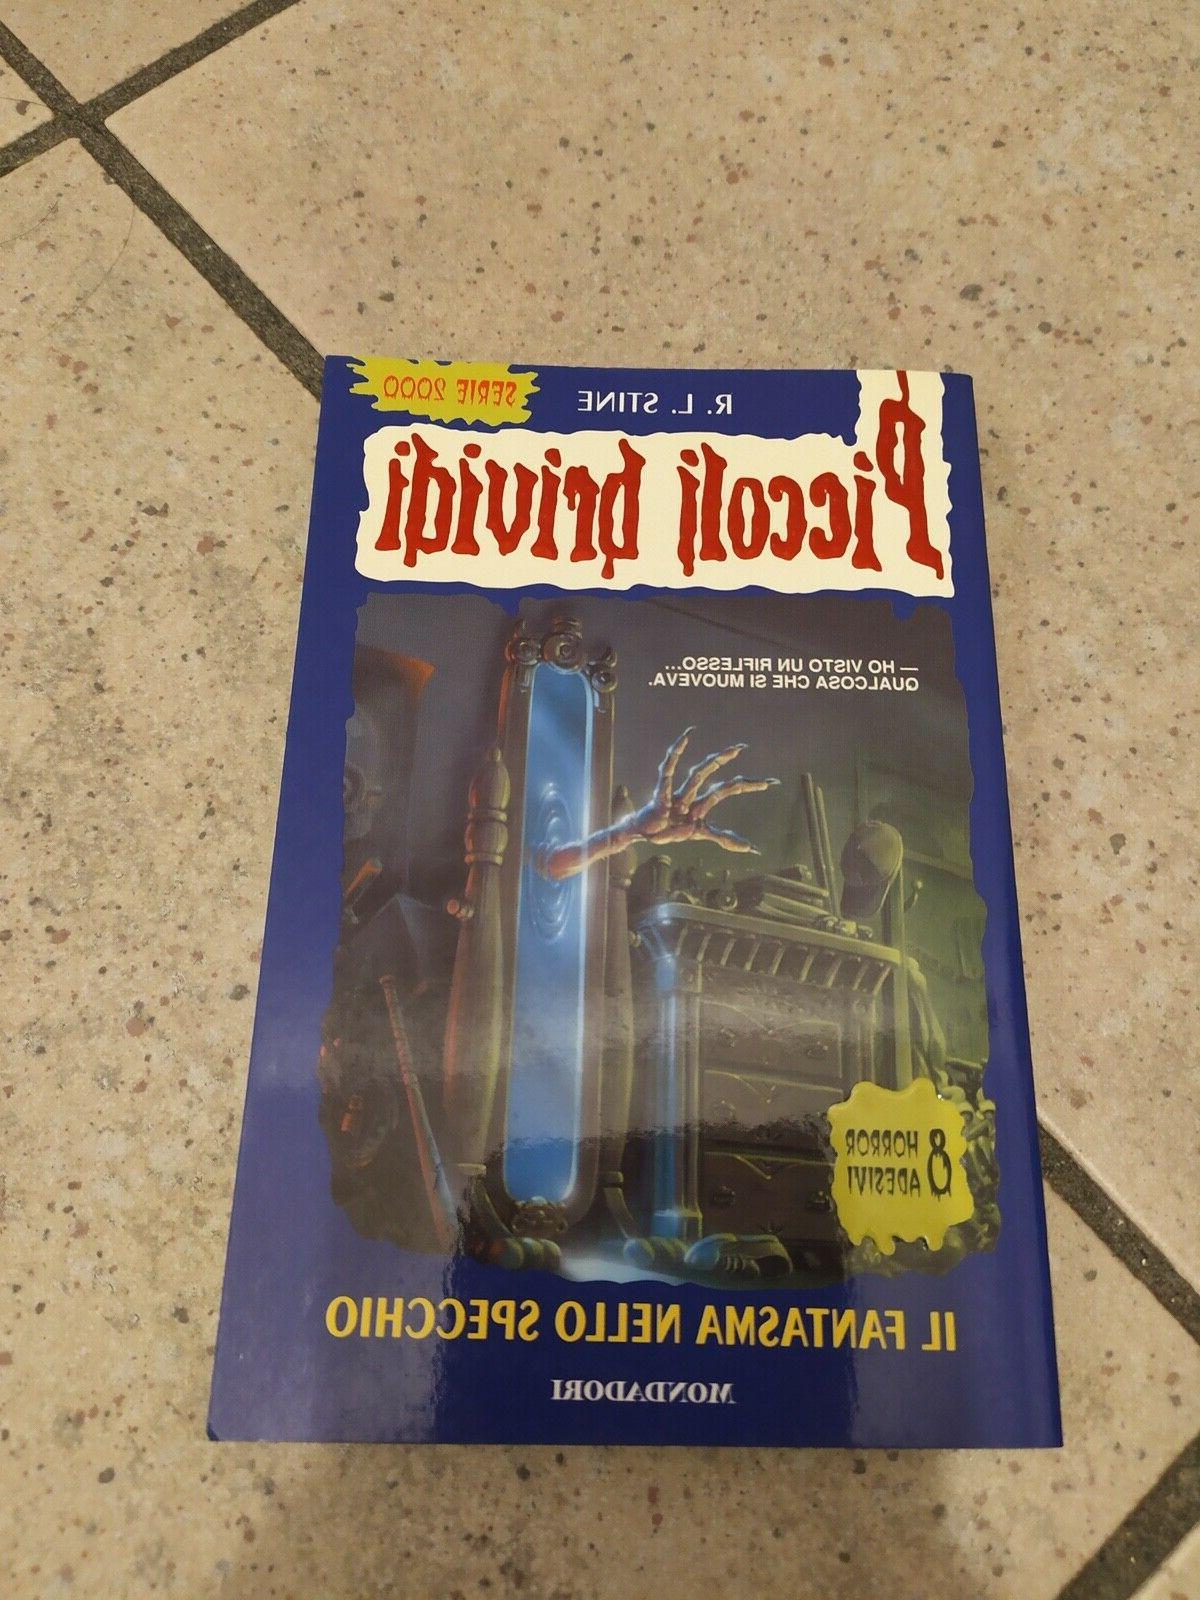 R. L. STINE
SERIE 2000
Piccoli brividi
— HO VISTO UN RIFLESSO...
QUALCOSA CHE SI MUOVEVA.
8 HORROR
ADESIVI
IL FANTASMA NELLO SPECCHIO
MONDADORI